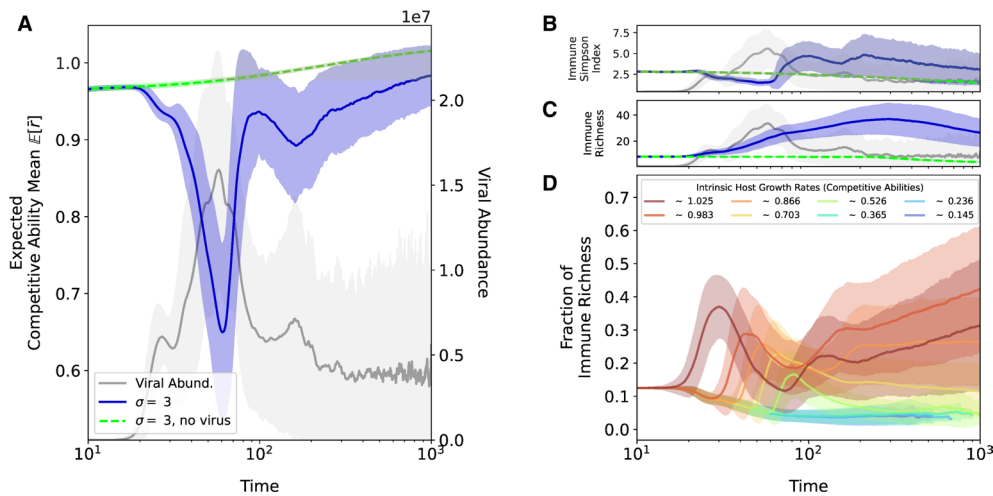 A
1e7
1.0
0.9
0.8
0.7
0.6
Expected
Competitive Ability Mean 𝔼[r̄]
2.0
1.5
1.0
0.5
0.0
Viral Abundance
Viral Abund.
σ = 3
σ = 3, no virus
10¹
10²
10³
Time
B
Immune
Simpson
Index
7.5
5.0
2.5
C
Immune
Richness
40
20
D
Fraction of
Immune Richness
0.7
0.6
0.5
0.4
0.3
0.2
0.1
0.0
Intrinsic Host Growth Rates (Competitive Abilities)
~ 1.025 ~ 0.866 ~ 0.526 ~ 0.236
~ 0.983 ~ 0.703 ~ 0.365 ~ 0.145
10¹
10²
10³
Time